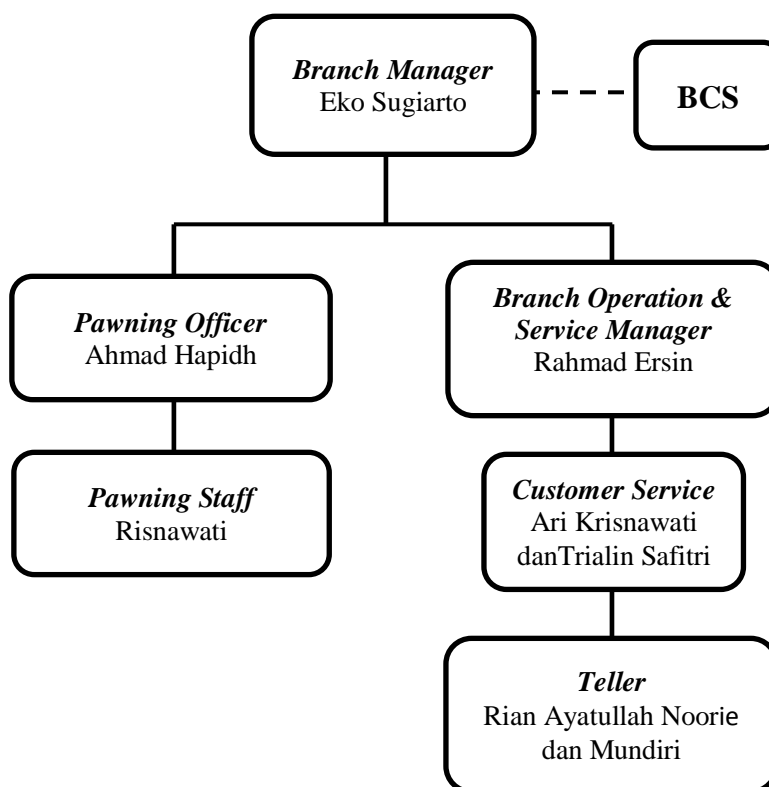 Branch Manager
Eko Sugiarto
BCS
Pawning Officer
Ahmad Hapidh
Branch Operation &
Service Manager
Rahmad Ersin
Pawning Staff
Risnawati
Customer Service
Ari Krisnawati
danTrialin Safitri
Teller
Rian Ayatullah Noorie
dan Mundiri